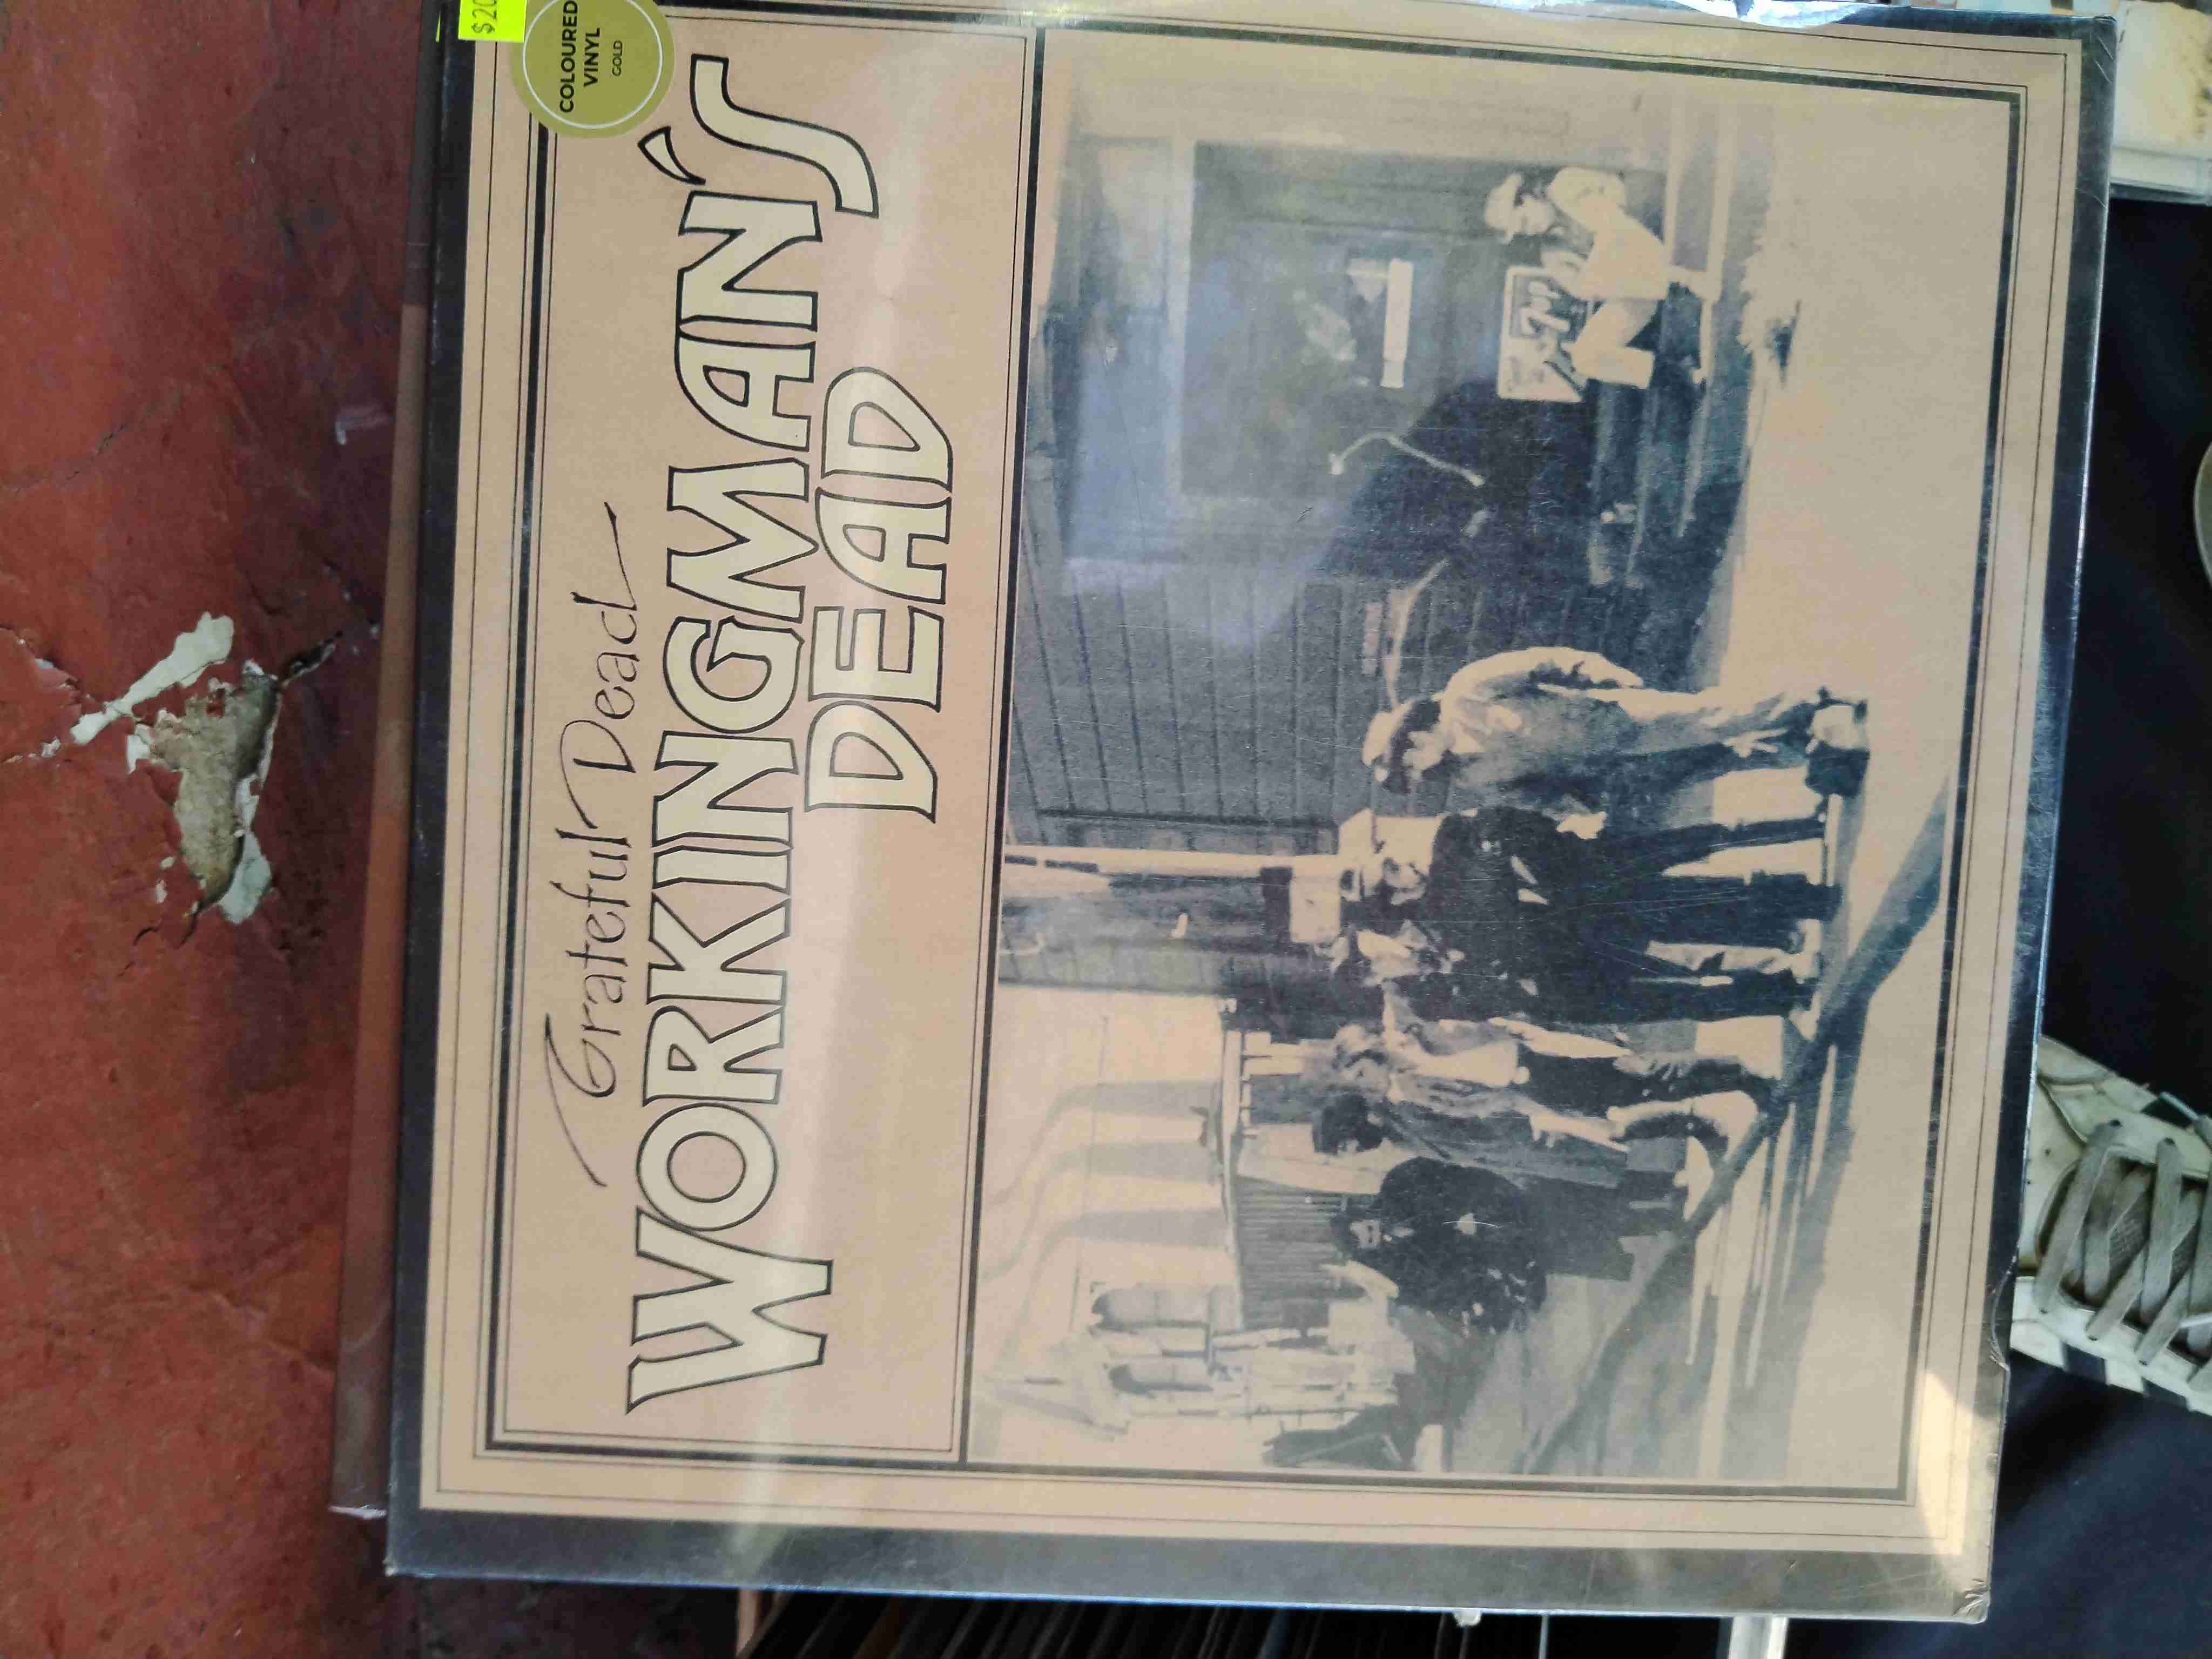 $20
COLOURED
VINYL
GOLD
Grateful Dead
WORKINGMAN'S
DEAD